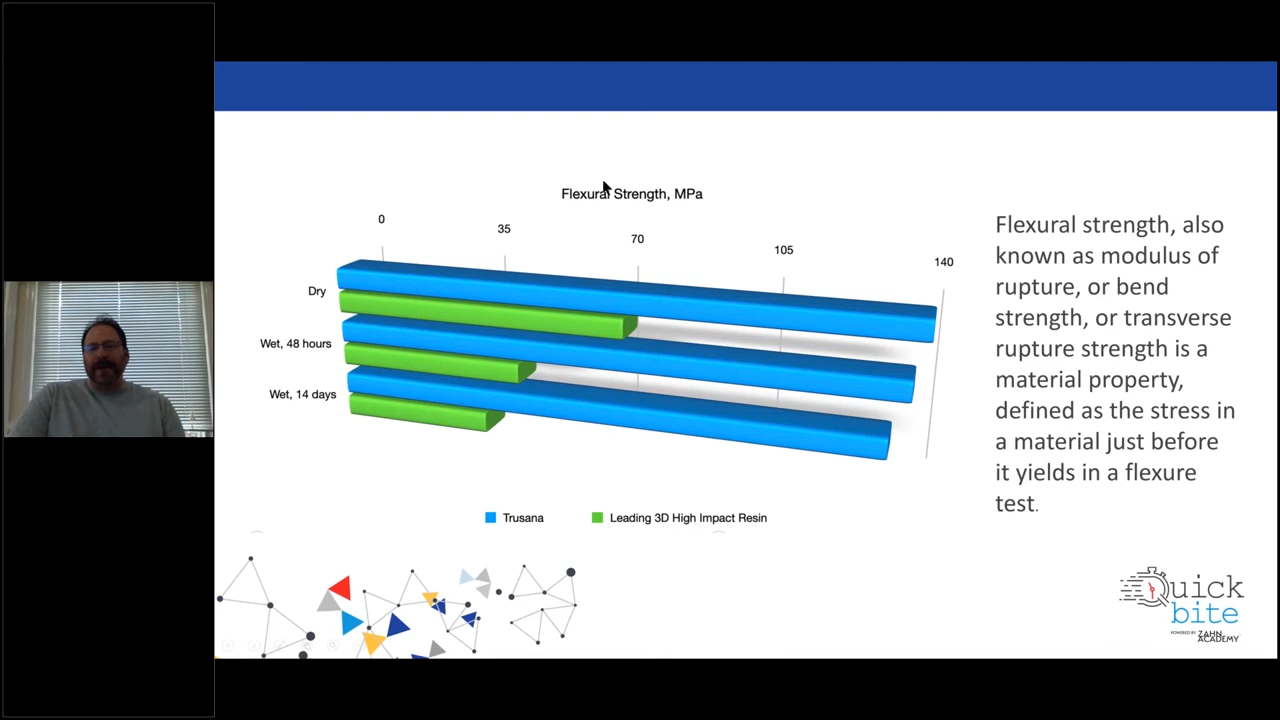 Flexural Strength, MPa
0
35
70
105
140
Dry
Wet, 48 hours
Wet, 14 days
Trusana
Leading 3D High Impact Resin
Flexural strength, also
known as modulus of
rupture, or bend
strength, or transverse
rupture strength is a
material property,
defined as the stress in
a material just before
it yields in a flexure
test.
Quick
bite
POWERED BY ZAHN
ACADEMY